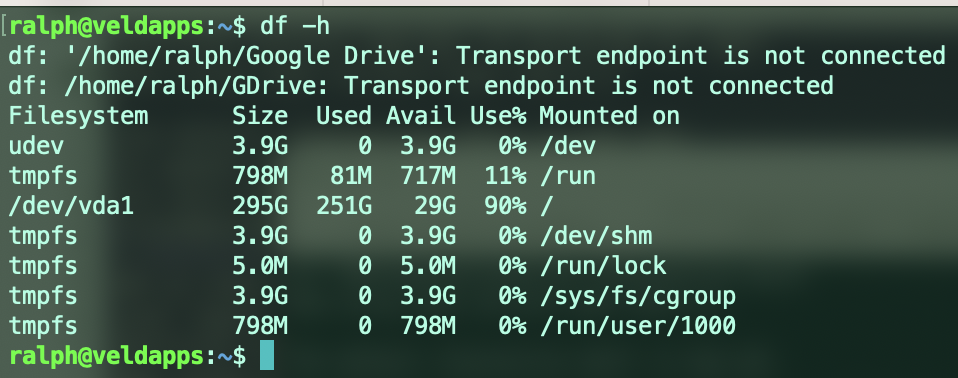 ralph@veldapps:~$ df -h
df: '/home/ralph/Google Drive': Transport endpoint is not connected
df: /home/ralph/GDrive: Transport endpoint is not connected
Filesystem      Size  Used Avail Use% Mounted on
udev            3.9G     0  3.9G   0% /dev
tmpfs           798M   81M  717M  11% /run
/dev/vda1       295G  251G   29G  90% /
tmpfs           3.9G     0  3.9G   0% /dev/shm
tmpfs           5.0M     0  5.0M   0% /run/lock
tmpfs           3.9G     0  3.9G   0% /sys/fs/cgroup
tmpfs           798M     0  798M   0% /run/user/1000
ralph@veldapps:~$